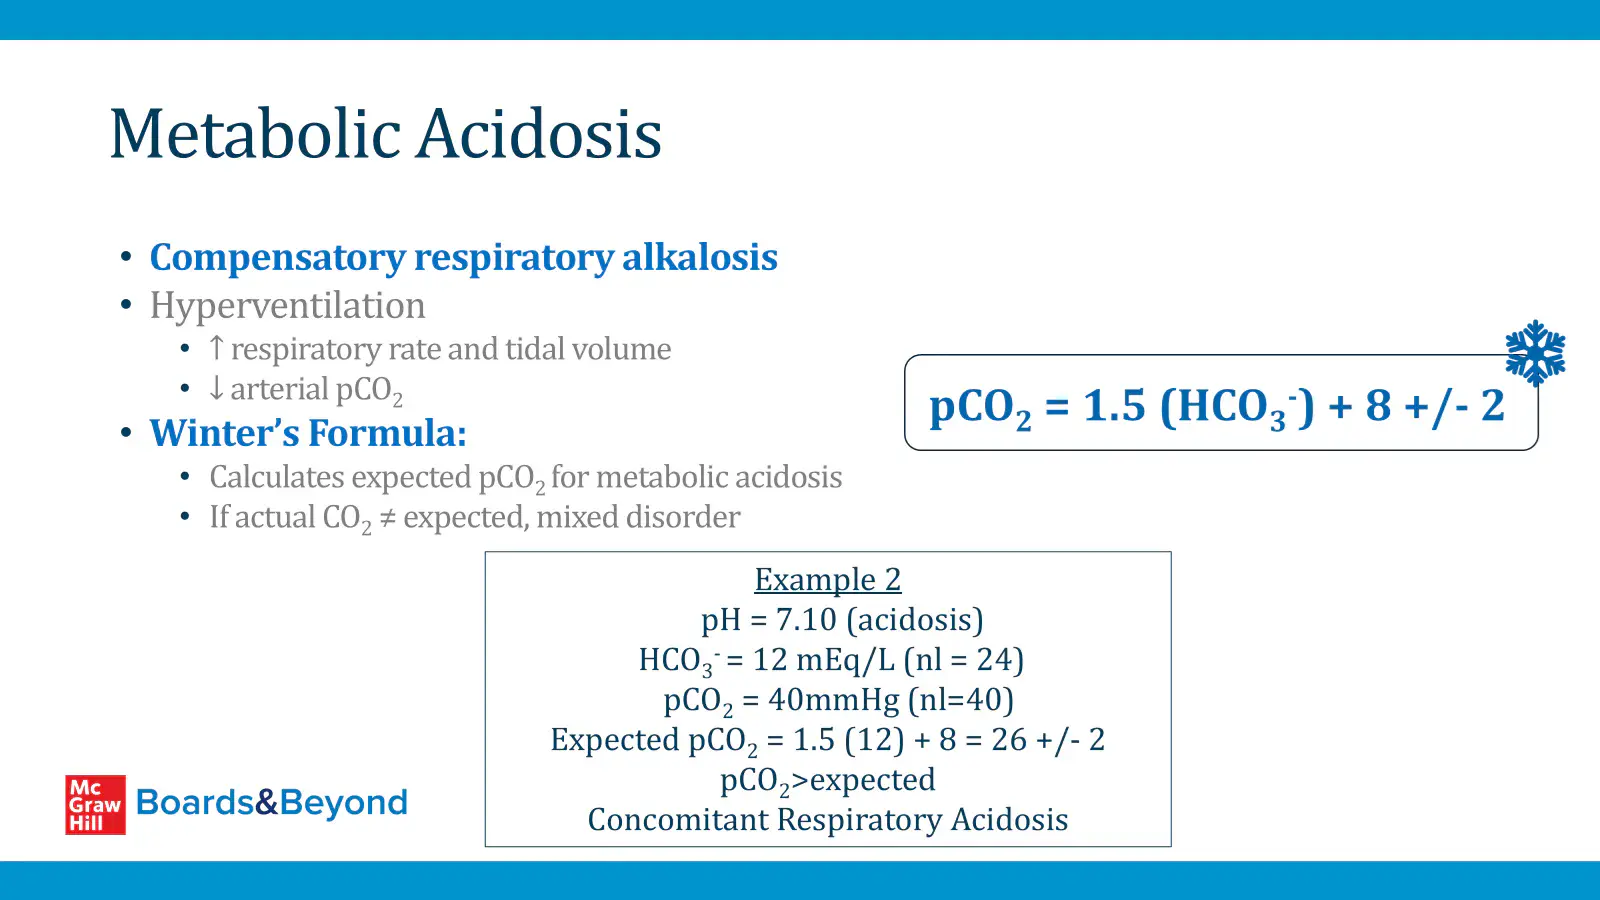 Metabolic Acidosis
• Compensatory respiratory alkalosis
• Hyperventilation
• ↑ respiratory rate and tidal volume
• ↓ arterial pCO₂
• Winter’s Formula:
• Calculates expected pCO₂ for metabolic acidosis
• If actual CO₂ ≠ expected, mixed disorder
pCO₂ = 1.5 (HCO₃⁻) + 8 +/- 2
Example 2
pH = 7.10 (acidosis)
HCO₃⁻ = 12 mEq/L (nl = 24)
pCO₂ = 40mmHg (nl=40)
Expected pCO₂ = 1.5 (12) + 8 = 26 +/- 2
pCO₂>expected
Concomitant Respiratory Acidosis
Mc
Graw
Hill
Boards&Beyond